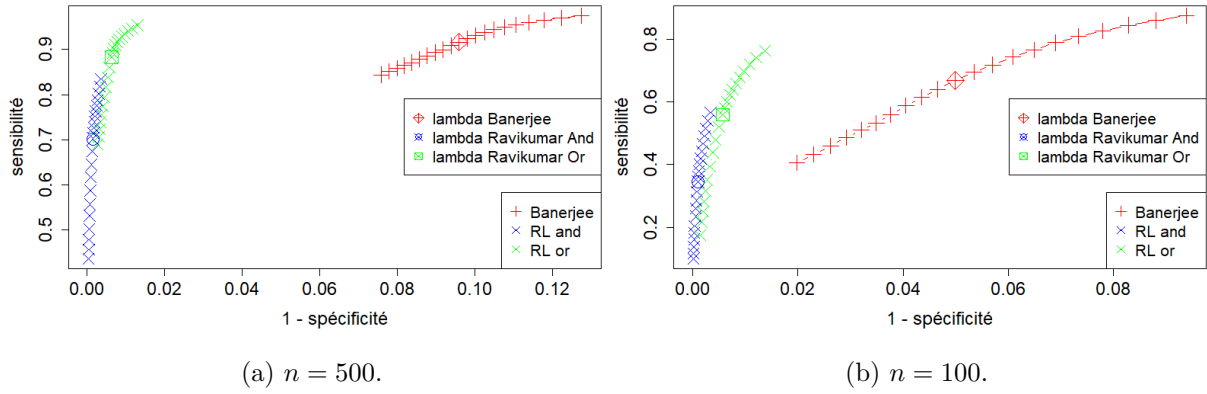 sensibilité
0.5 0.6 0.7 0.8 0.9
0.00 0.02 0.04 0.06 0.08 0.10 0.12
1 - spécificité
lambda Banerjee
lambda Ravikumar And
lambda Ravikumar Or
Banerjee
RL and
RL or
(a) n = 500.
sensibilité
0.2 0.4 0.6 0.8
0.00 0.02 0.04 0.06 0.08
1 - spécificité
lambda Banerjee
lambda Ravikumar And
lambda Ravikumar Or
Banerjee
RL and
RL or
(b) n = 100.